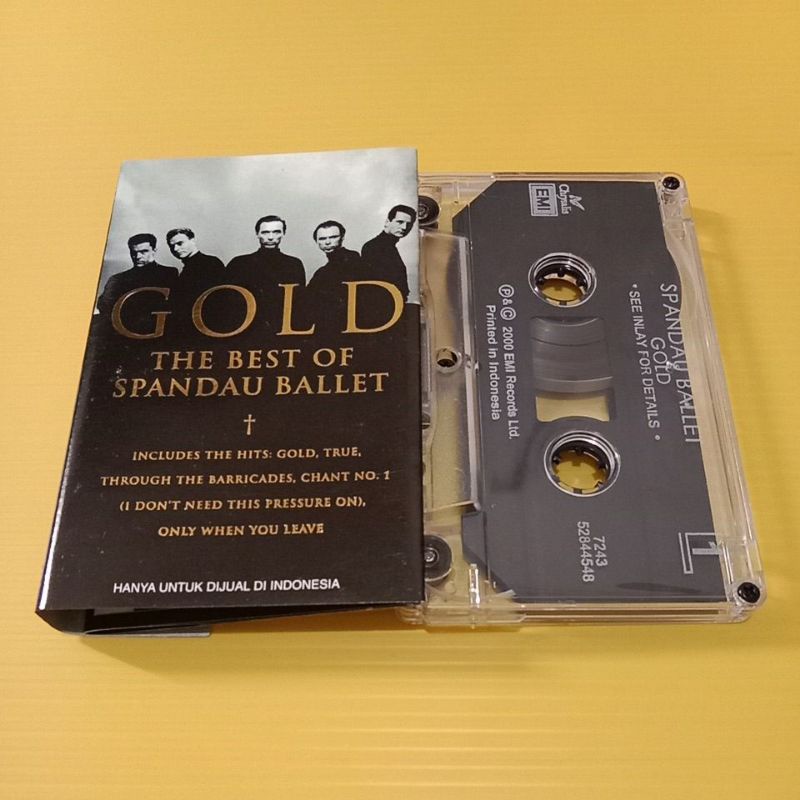 GOLD
THE BEST OF
SPANDAU BALLET
INCLUDES THE HITS: GOLD, TRUE,
THROUGH THE BARRICADES, CHANT NO. 1
(I DON'T NEED THIS PRESSURE ON),
ONLY WHEN YOU LEAVE
HANYA UNTUK DIJUAL DI INDONESIA
Chrysalis
EMI
SPANDAU BALLET
GOLD
• SEE INLAY FOR DETAILS •
℗ & © 2000 EMI Records Ltd.
Printed in Indonesia
7243
52844548
1